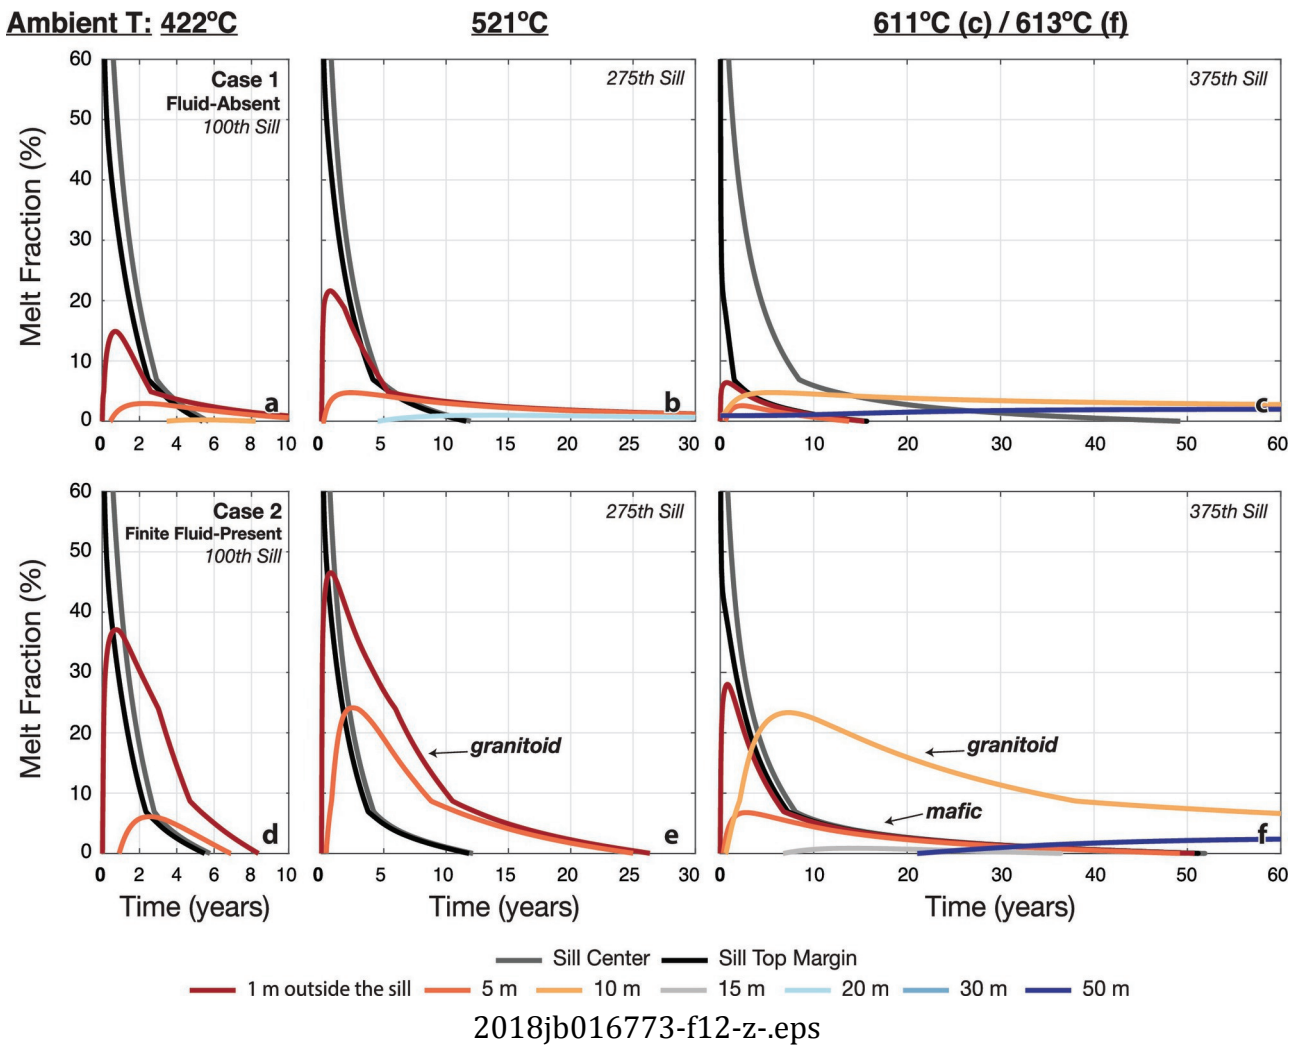 Ambient T: 422ºC 521ºC 611ºC (c) / 613ºC (f)
Melt Fraction (%)
60
50
40
30
20
10
0
Case 1
Fluid-Absent
100th Sill
a
0 2 4 6 8 10
275th Sill
b
0 5 10 15 20 25 30
375th Sill
c
0 10 20 30 40 50 60
Melt Fraction (%)
60
50
40
30
20
10
0
Case 2
Finite Fluid-Present
100th Sill
d
0 2 4 6 8 10
Time (years)
275th Sill
granitoid
e
0 5 10 15 20 25 30
Time (years)
375th Sill
granitoid
mafic
f
0 10 20 30 40 50 60
Time (years)
Sill Center Sill Top Margin
1 m outside the sill 5 m 10 m 15 m 20 m 30 m 50 m
2018jb016773-f12-z-.eps